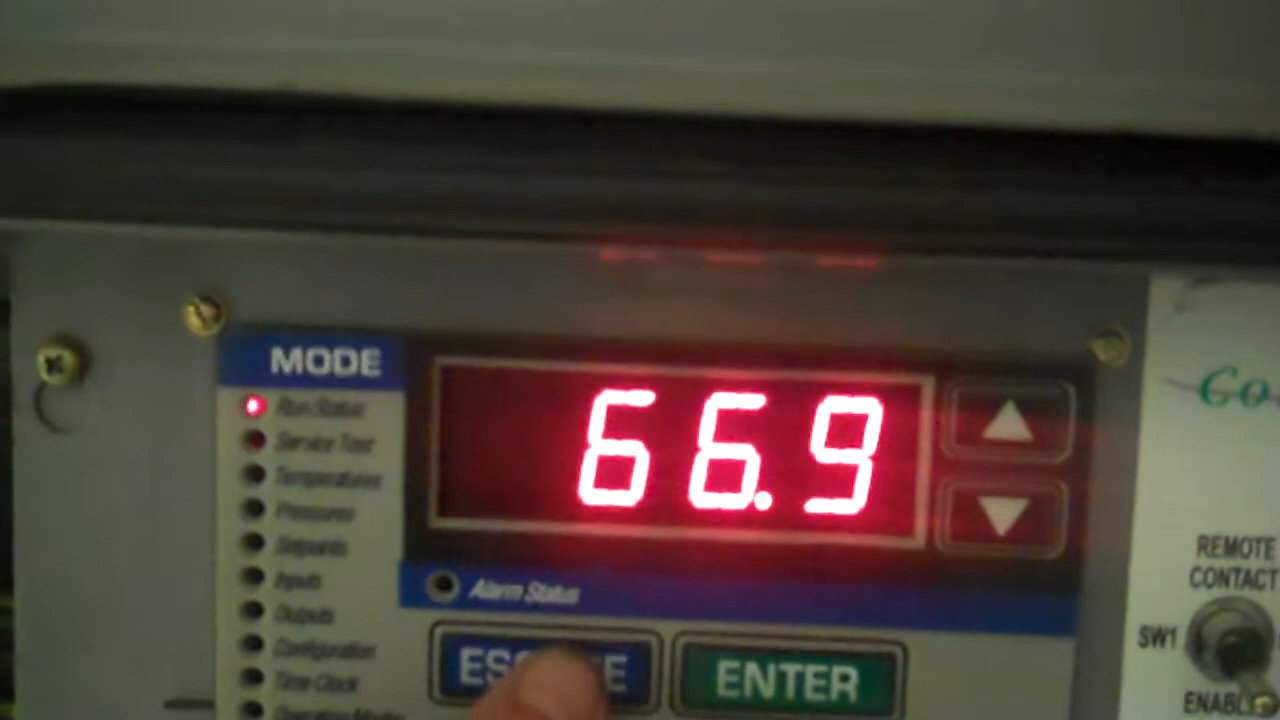 MODE
66.9
Run Status
Service Test
Temperatures
Pressures
Setpoints
Inputs
Outputs
Configuration
Time Clock
Alarm Status
ENTER
REMOTE
CONTACT
SW1